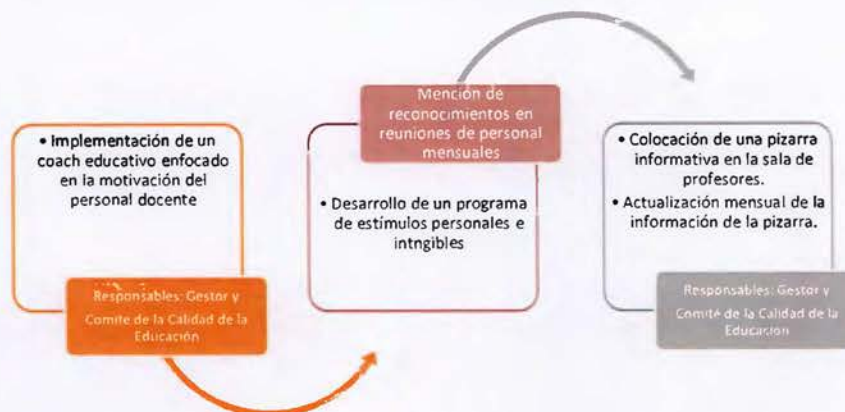 • Implementación de un
coach educativo enfocado
en la motivación del
personal docente
Responsables: Gestor y
Comité de la Calidad de la
Educación
Mención de
reconocimientos en
reuniones de personal
mensuales
• Desarrollo de un programa
de estímulos personales e
intngibles
• Colocación de una pizarra
informativa en la sala de
profesores.
• Actualización mensual de la
información de la pizarra.
Responsables: Gestor y
Comité de la Calidad de la
Educación